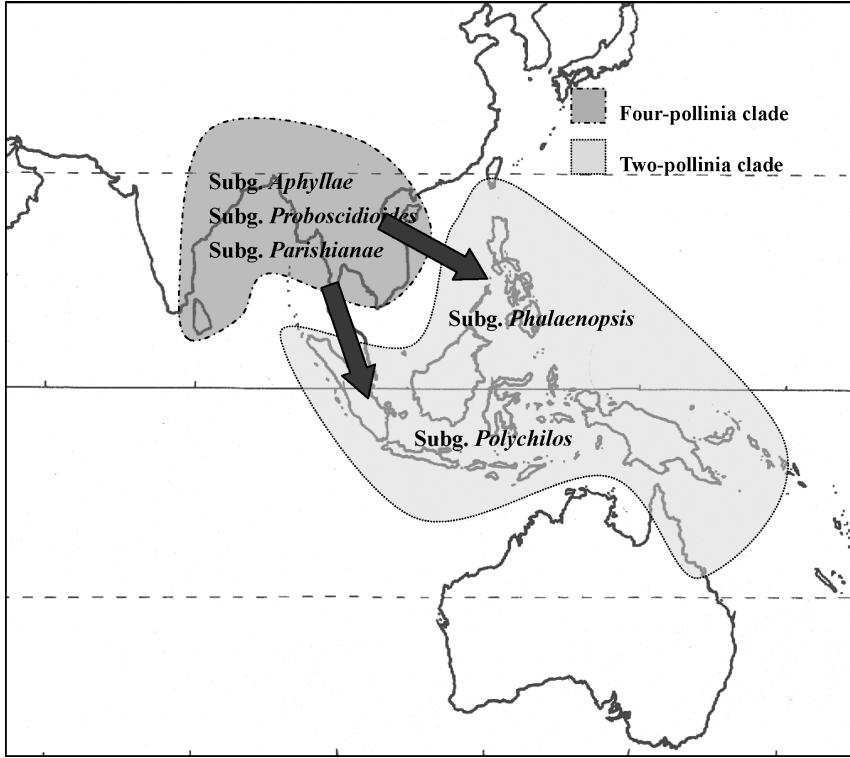 Four-pollinia clade
Two-pollinia clade
Subg. Aphyllae
Subg. Proboscidioides
Subg. Parishianae
Subg. Phalaenopsis
Subg. Polychilos